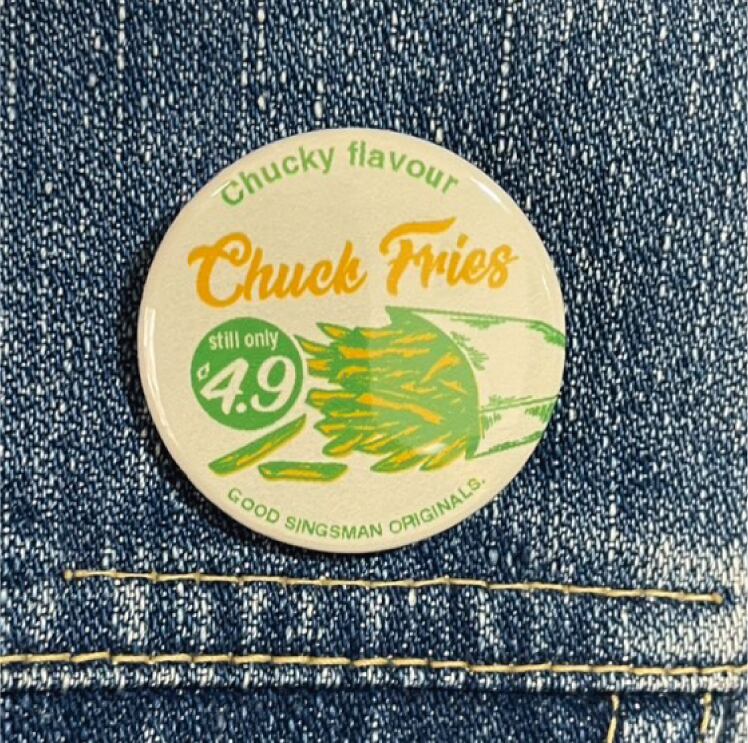 Chucky flavour
Chuck Fries
still only
4.9
GOOD SINGSMAN ORIGINALS.